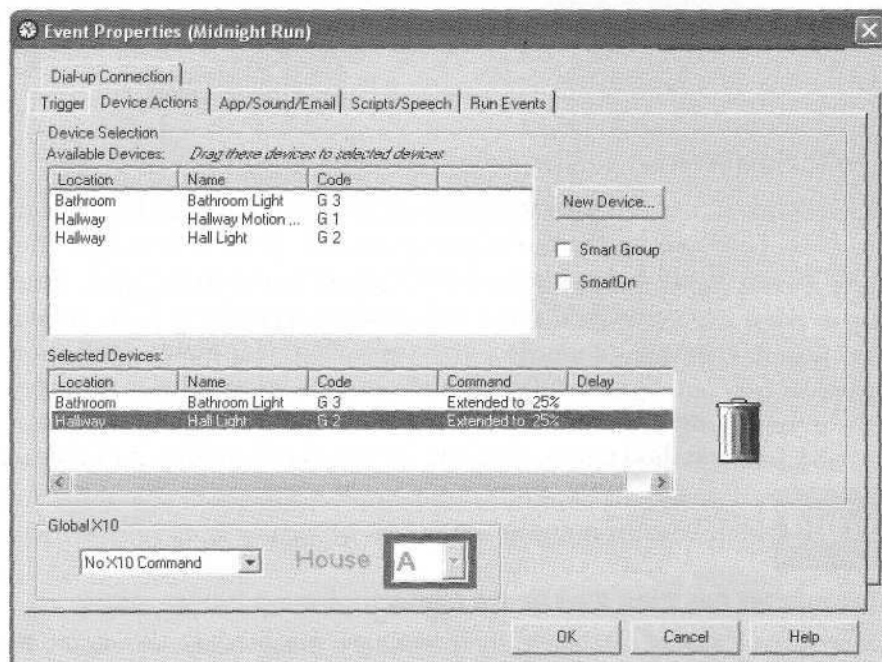 Event Properties (Midnight Run)
Dial-up Connection
Trigger Device Actions App/Sound/Email Scripts/Speech Run Events
Device Selection
Available Devices: Drag these devices to selected devices
Location Name Code
Bathroom Bathroom Light G 3
Hallway Hallway Motion ... G 1
Hallway Hall Light G 2
New Device...
Smart Group
SmartOn
Selected Devices:
Location Name Code Command Delay
Bathroom Bathroom Light G 3 Extended to 25%
Hallway Hall Light G 2 Extended to 25%
Global X10
No X10 Command House A
OK Cancel Help